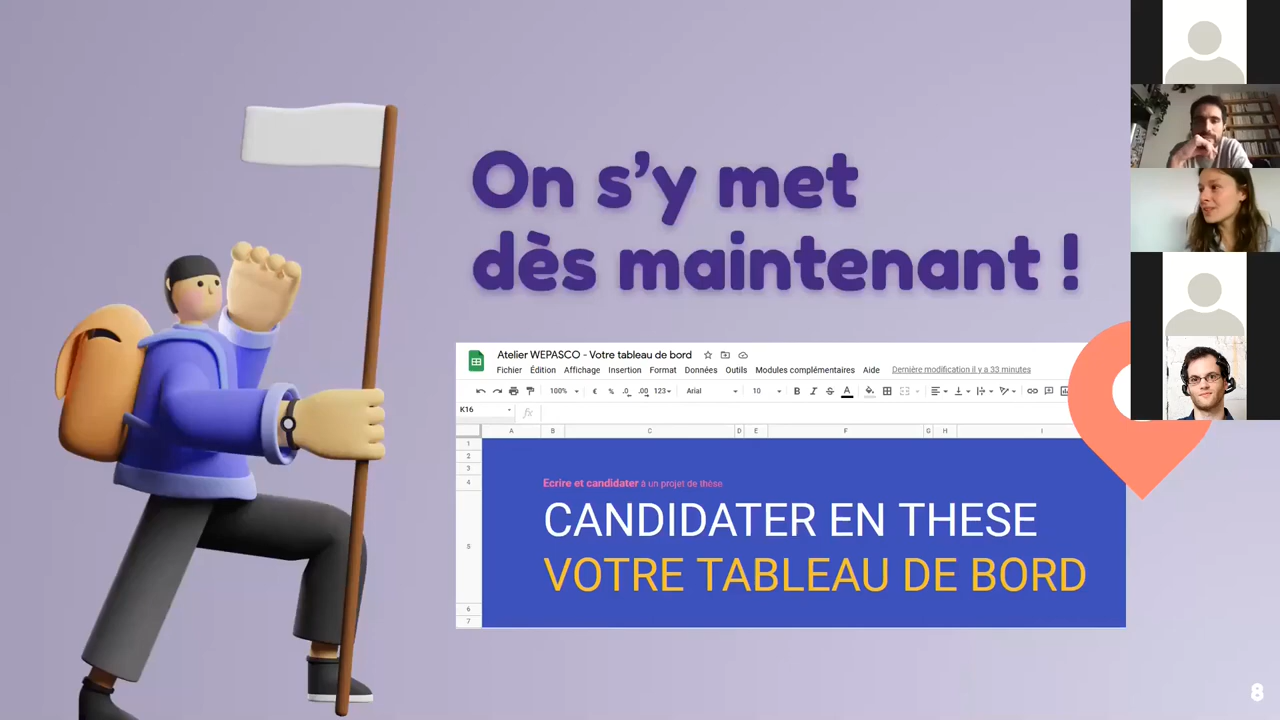 On s’y met
dès maintenant !
Atelier WEPASCO - Votre tableau de bord
Fichier Édition Affichage Insertion Format Données Outils Modules complémentaires Aide Dernière modification il y a 33 minutes
100% € % .0 .00 123 Arial 10 B I S A
K16 fx
A B C D E F G H I
1
2
3
4 Ecrire et candidater à un projet de thèse
CANDIDATER EN THESE
5
VOTRE TABLEAU DE BORD
6
7
8